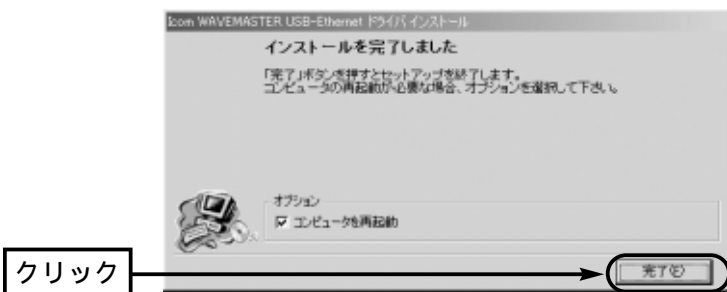 Icom WAVEMASTER USB-Ethernet ドライバ インストール
インストールを完了しました
「完了」ボタンを押すとセットアップを終了します。
コンピュータの再起動が必要な場合、オプションを選択して下さい。
オプション
コンピュータを再起動
クリック
完了(E)